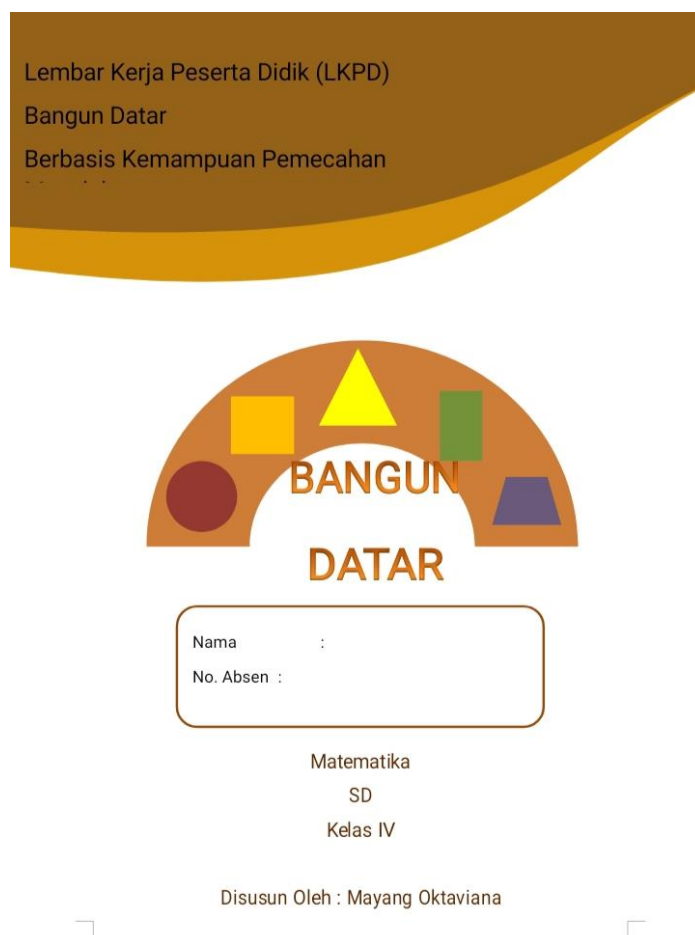 Lembar Kerja Peserta Didik (LKPD)
Bangun Datar
Berbasis Kemampuan Pemecahan
BANGUN
DATAR
Nama :
No. Absen :
Matematika
SD
Kelas IV
Disusun Oleh : Mayang Oktaviana